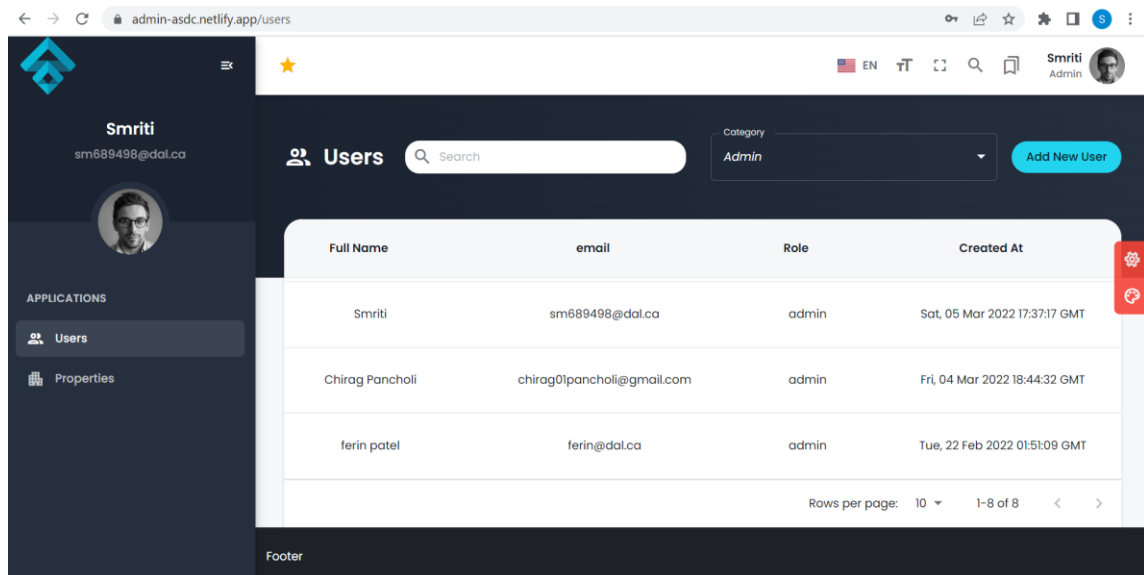 admin-asdc.netlify.app/users
S
EN
Smriti
Admin
Smriti
sm689498@dal.ca
APPLICATIONS
Users
Properties
Users
Search
Category
Admin
Add New User
Full Name email Role Created At
Smriti sm689498@dal.ca admin Sat, 05 Mar 2022 17:37:17 GMT
Chirag Pancholi chirag01pancholi@gmail.com admin Fri, 04 Mar 2022 18:44:32 GMT
ferin patel ferin@dal.ca admin Tue, 22 Feb 2022 01:51:09 GMT
Rows per page: 10 1-8 of 8
Footer